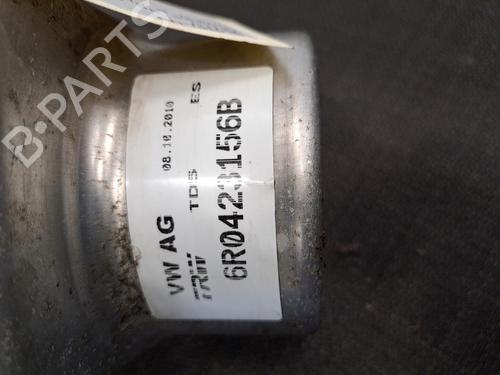 VW AG 08.10.2010
TRW TDS ES
6R0423156B
B-PARTS